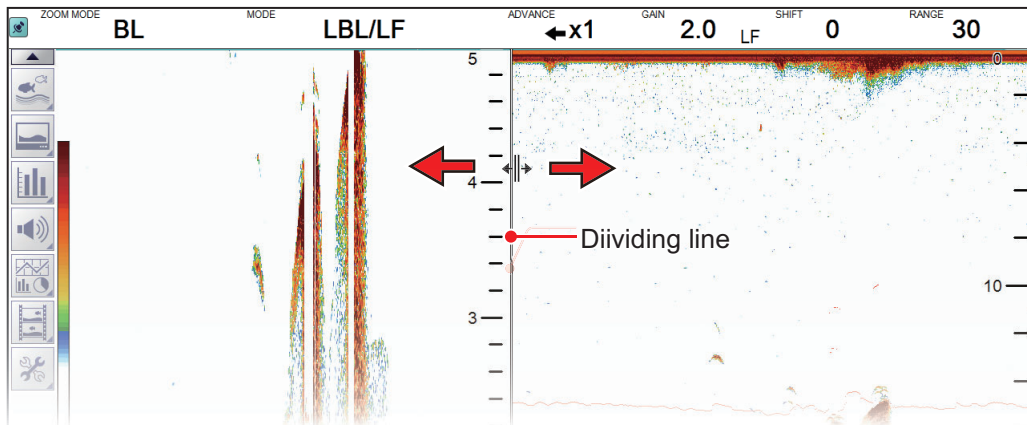 ZOOM MODE MODE ADVANCE GAIN SHIFT RANGE
BL LBL/LF x1 2.0 LF 0 30
5
4
3
0
10
Diividing line